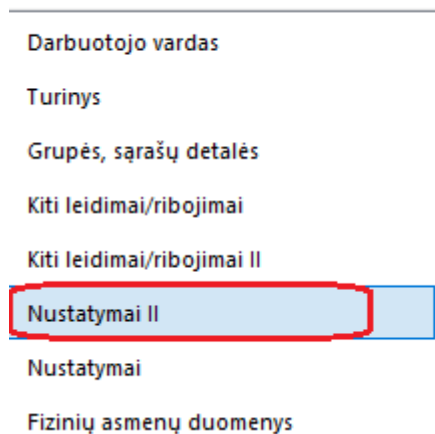 Darbuotojo vardas
Turinys
Grupės, sąrašų detalės
Kiti leidimai/ribojimai
Kiti leidimai/ribojimai II
Nustatymai II
Nustatymai
Fizinių asmenų duomenys